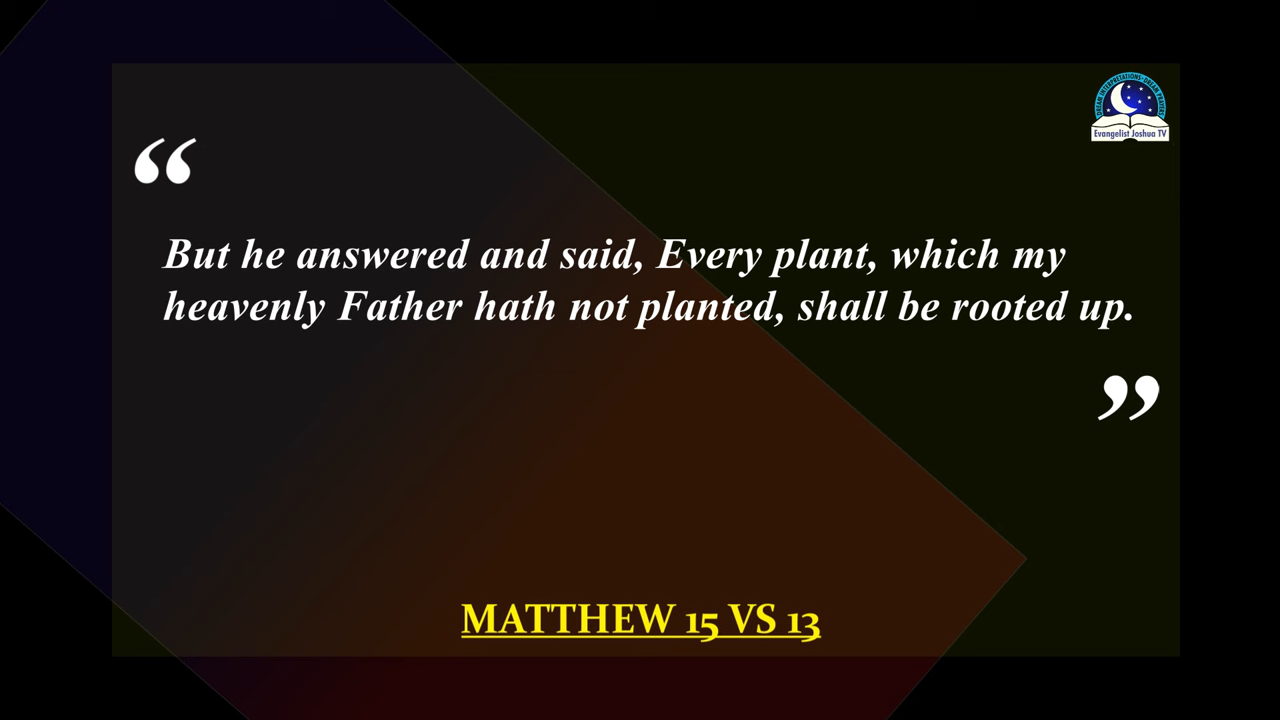 Evangelist Joshua TV
“
But he answered and said, Every plant, which my
heavenly Father hath not planted, shall be rooted up.
”
MATTHEW 15 VS 13